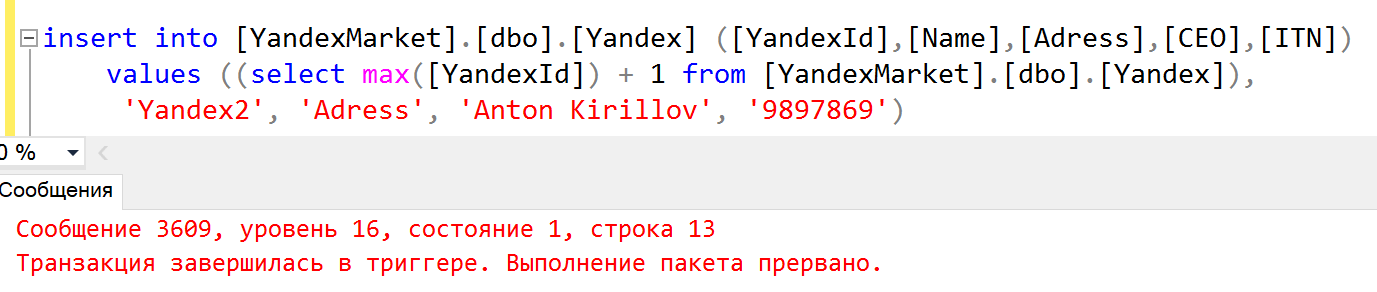 insert into [YandexMarket].[dbo].[Yandex] ([YandexId],[Name],[Adress],[CEO],[ITN])
values ((select max([YandexId]) + 1 from [YandexMarket].[dbo].[Yandex]),
'Yandex2', 'Adress', 'Anton Kirillov', '9897869')
0 %
Сообщения
Сообщение 3609, уровень 16, состояние 1, строка 13
Транзакция завершилась в триггере. Выполнение пакета прервано.